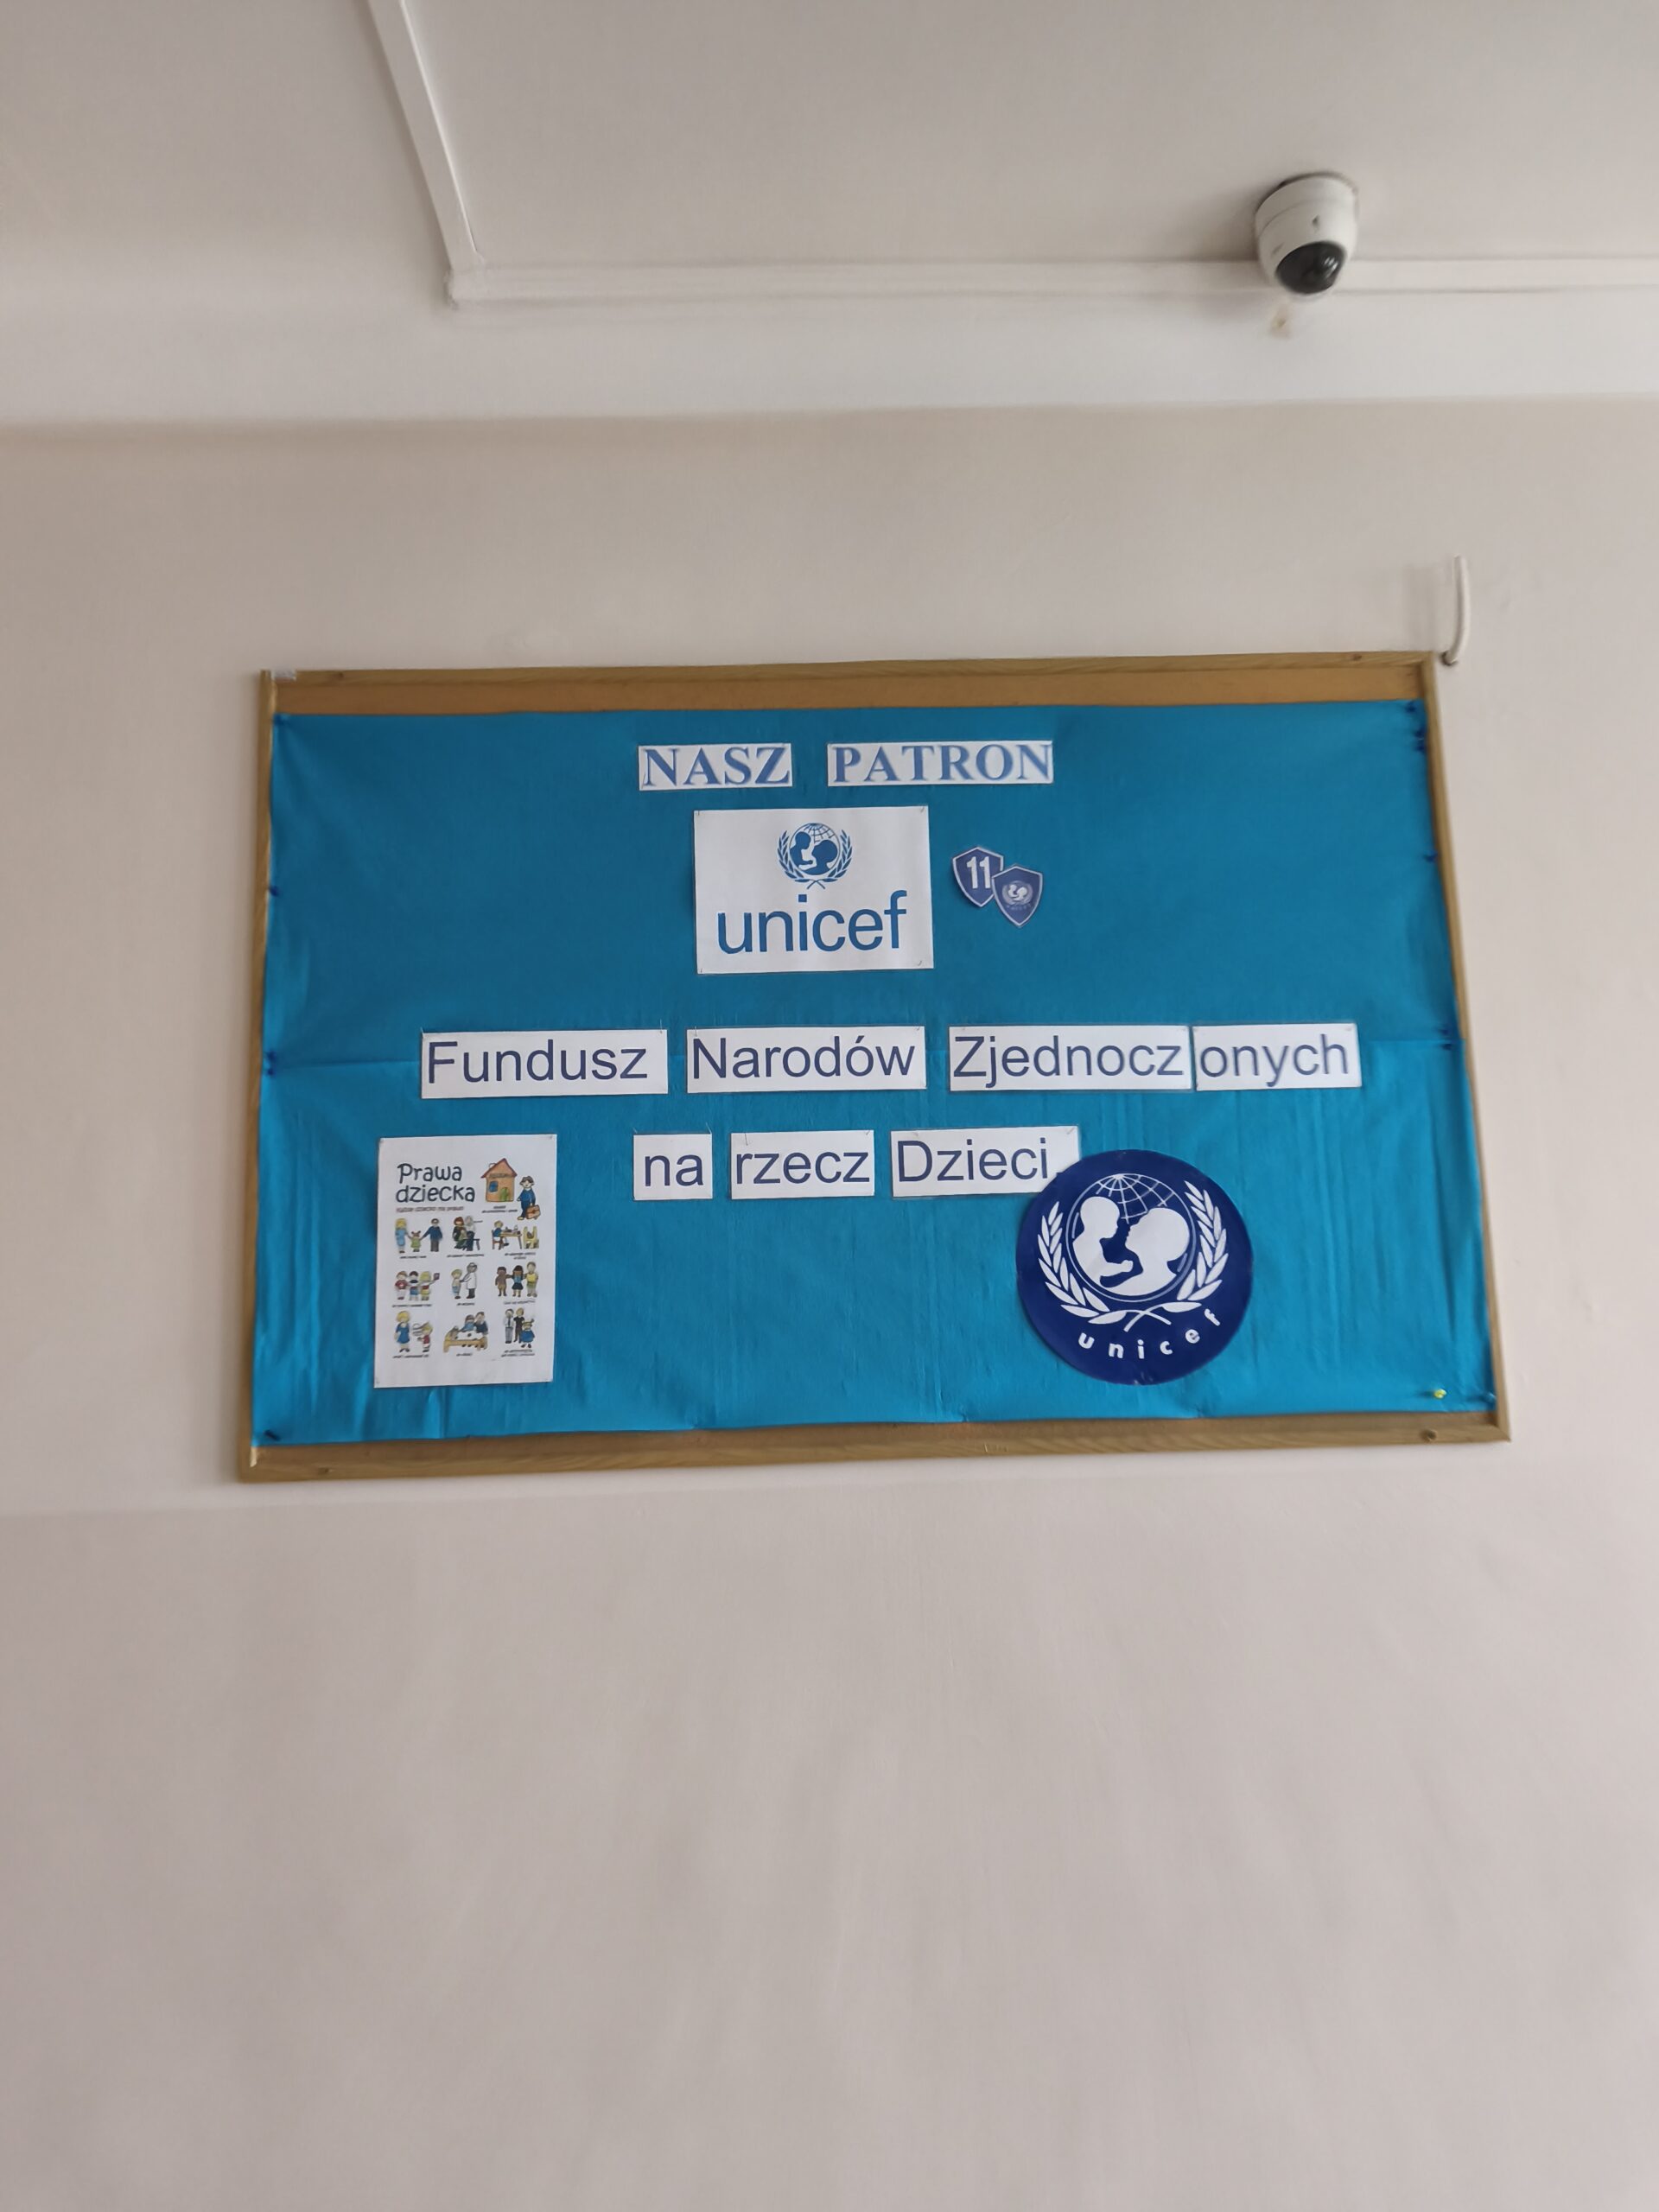 NASZ PATRON
unicef
11
Fundusz Narodów Zjednoczonych
na rzecz Dzieci.
Prawa
dziecka
unicef